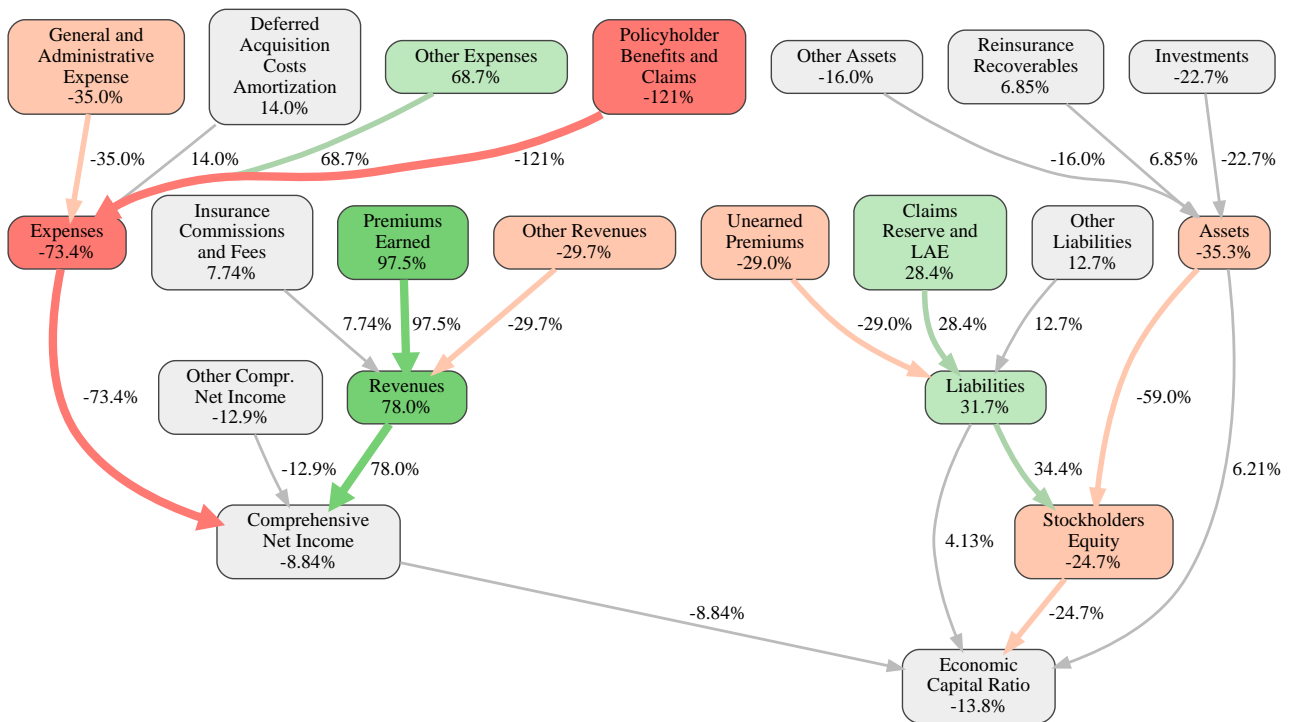 General and
Administrative
Expense
-35.0%
Deferred
Acquisition
Costs
Amortization
14.0%
Other Expenses
68.7%
Policyholder
Benefits and
Claims
-121%
Other Assets
-16.0%
Reinsurance
Recoverables
6.85%
Investments
-22.7%
-35.0%
14.0%
68.7%
-121%
-16.0%
6.85%
-22.7%
Expenses
-73.4%
Insurance
Commissions
and Fees
7.74%
Premiums
Earned
97.5%
Other Revenues
-29.7%
Unearned
Premiums
-29.0%
Claims
Reserve and
LAE
28.4%
Other
Liabilities
12.7%
Assets
-35.3%
7.74%
97.5%
-29.7%
-29.0%
28.4%
12.7%
-73.4%
Other Compr.
Net Income
-12.9%
Revenues
78.0%
Liabilities
31.7%
-59.0%
-12.9%
78.0%
34.4%
6.21%
Comprehensive
Net Income
-8.84%
4.13%
Stockholders
Equity
-24.7%
-8.84%
-24.7%
Economic
Capital Ratio
-13.8%